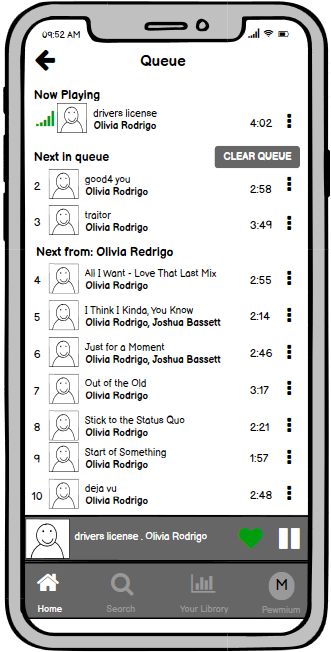 09:52 AM
Queue
Now Playing
drivers license
Olivia Rodrigo
4:02
Next in queue
CLEAR QUEUE
2
good4 you
Olivia Rodrigo
2:58
3
traitor
Olivia Rodrigo
3:49
Next from: Olivia Redrigo
4
All I Want - Love That Last Mix
Olivia Rodrigo
2:55
5
I Think I Kinda, You Know
Olivia Rodrigo, Joshua Bassett
2:14
6
Just for a Moment
Olivia Rodrigo, Joshua Bassett
2:46
7
Out of the Old
Olivia Rodrigo
3:17
8
Stick to the Status Quo
Olivia Rodrigo
2:21
9
Start of Something
Olivia Rodrigo
1:57
10
deja vu
Olivia Rodrigo
2:48
drivers license . Olivia Rodrigo
Home
Search
Your Library
M
Pewmium